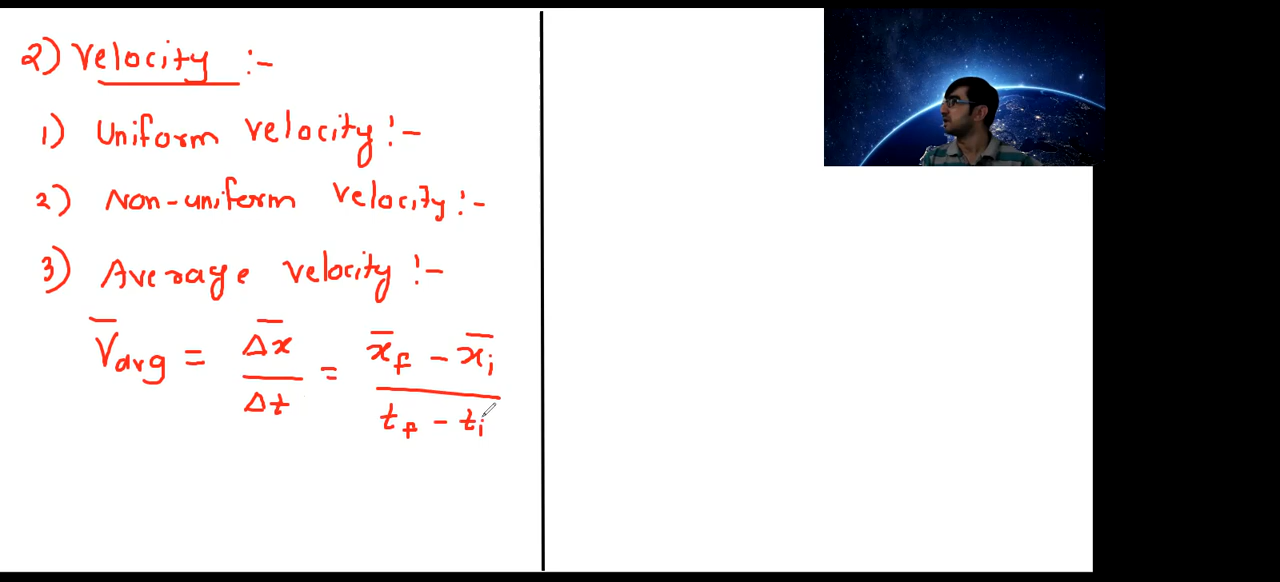 2) Velocity :-
1) Uniform velocity :-
2) Non-uniform velocity :-
3) Average velocity :-
V̅avg = Δx̅/Δt = (x̅f - x̅i)/(tf - ti)